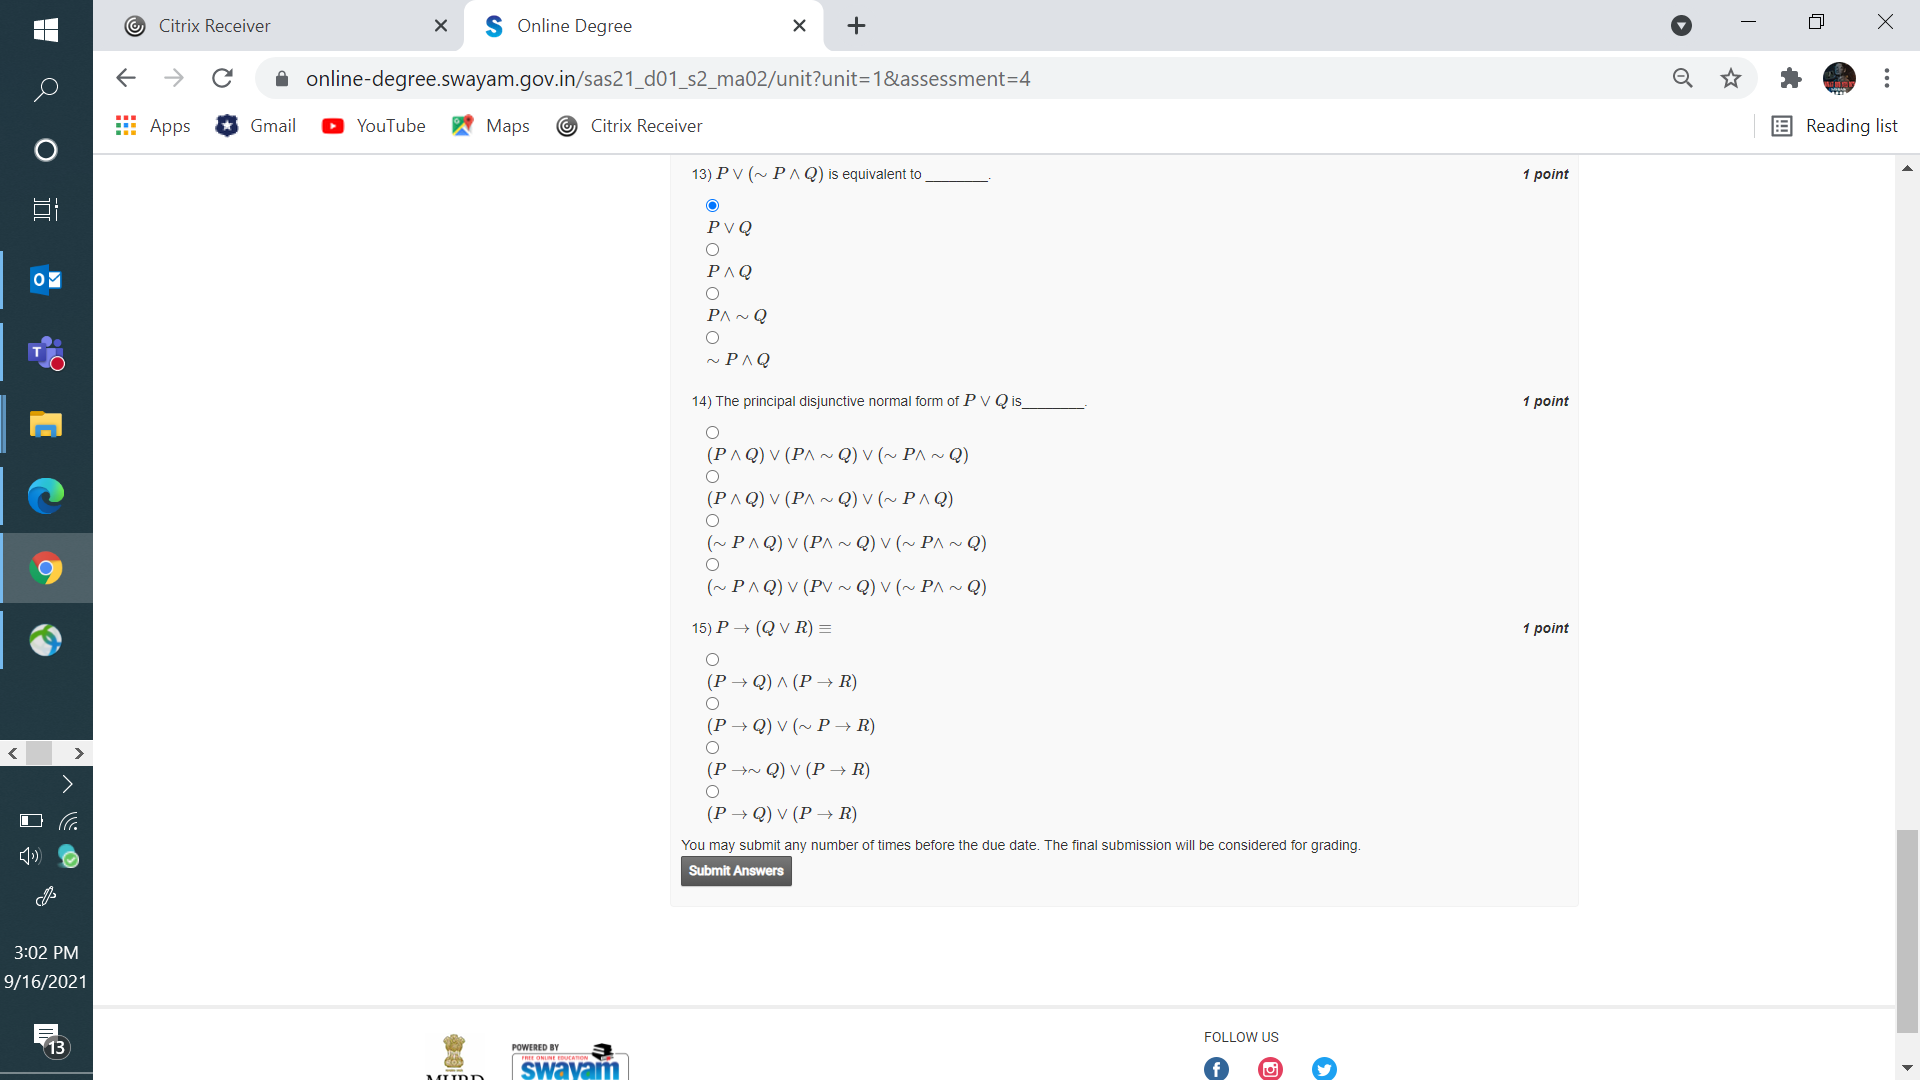 Citrix Receiver
Online Degree
online-degree.swayam.gov.in/sas21_d01_s2_ma02/unit?unit=1&assessment=4
Apps
Gmail
YouTube
Maps
Citrix Receiver
Reading list
13) P ∨ (∼ P ∧ Q) is equivalent to ________.
1 point
P ∨ Q
P ∧ Q
P∧ ∼ Q
∼ P ∧ Q
14) The principal disjunctive normal form of P ∨ Q is________.
1 point
(P ∧ Q) ∨ (P∧ ∼ Q) ∨ (∼ P∧ ∼ Q)
(P ∧ Q) ∨ (P∧ ∼ Q) ∨ (∼ P ∧ Q)
(∼ P ∧ Q) ∨ (P∧ ∼ Q) ∨ (∼ P∧ ∼ Q)
(∼ P ∧ Q) ∨ (P∨ ∼ Q) ∨ (∼ P∧ ∼ Q)
15) P → (Q ∨ R) ≡
1 point
(P → Q) ∧ (P → R)
(P → Q) ∨ (∼ P → R)
(P →∼ Q) ∨ (P → R)
(P → Q) ∨ (P → R)
You may submit any number of times before the due date. The final submission will be considered for grading.
Submit Answers
3:02 PM
9/16/2021
13
POWERED BY
FREE ONLINE EDUCATION
swayam
MHRD
FOLLOW US